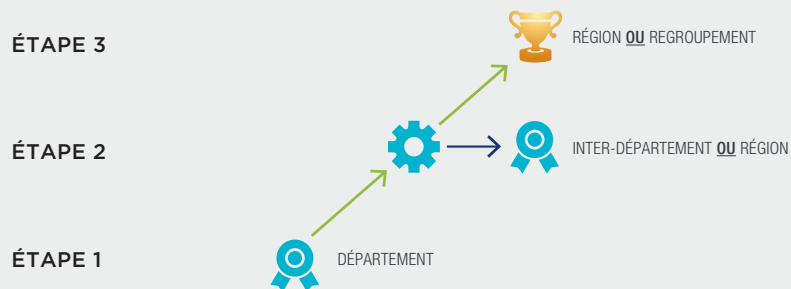 ÉTAPE 3
RÉGION OU REGROUPEMENT
ÉTAPE 2
INTER-DÉPARTEMENT OU RÉGION
ÉTAPE 1
DÉPARTEMENT